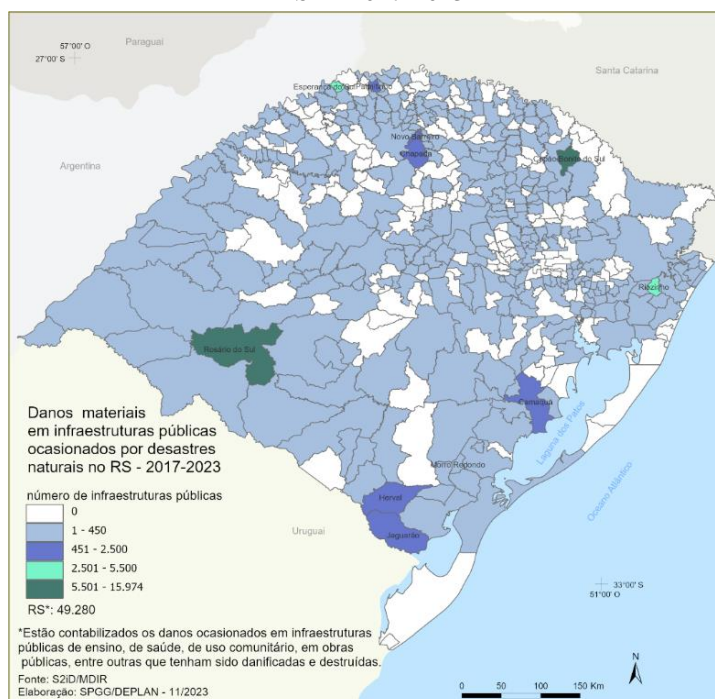 Paraguai
57°00' O
27°00' S
Santa Catarina
Argentina
Novo Barreiro
Chapada
Riozinho
Rosário do Sul
Camaquã
Laguna dos Patos
Morro Redondo
Herval
Jaguarão
Oceano Atlântico
Uruguai
Danos materiais
em infraestruturas públicas
ocasionados por desastres
naturais no RS - 2017-2023
número de infraestruturas públicas
0
1 - 450
451 - 2.500
2.501 - 5.500
5.501 - 15.974
RS*: 49.280
33°00' S
51°00' O
*Estão contabilizados os danos ocasionados em infraestruturas
públicas de ensino, de saúde, de uso comunitário, em obras
públicas, entre outras que tenham sido danificadas e destruídas.
Fonte: S2iD/MDIR
Elaboração: SPGG/DEPLAN - 11/2023
N
0 50 100 150 Km